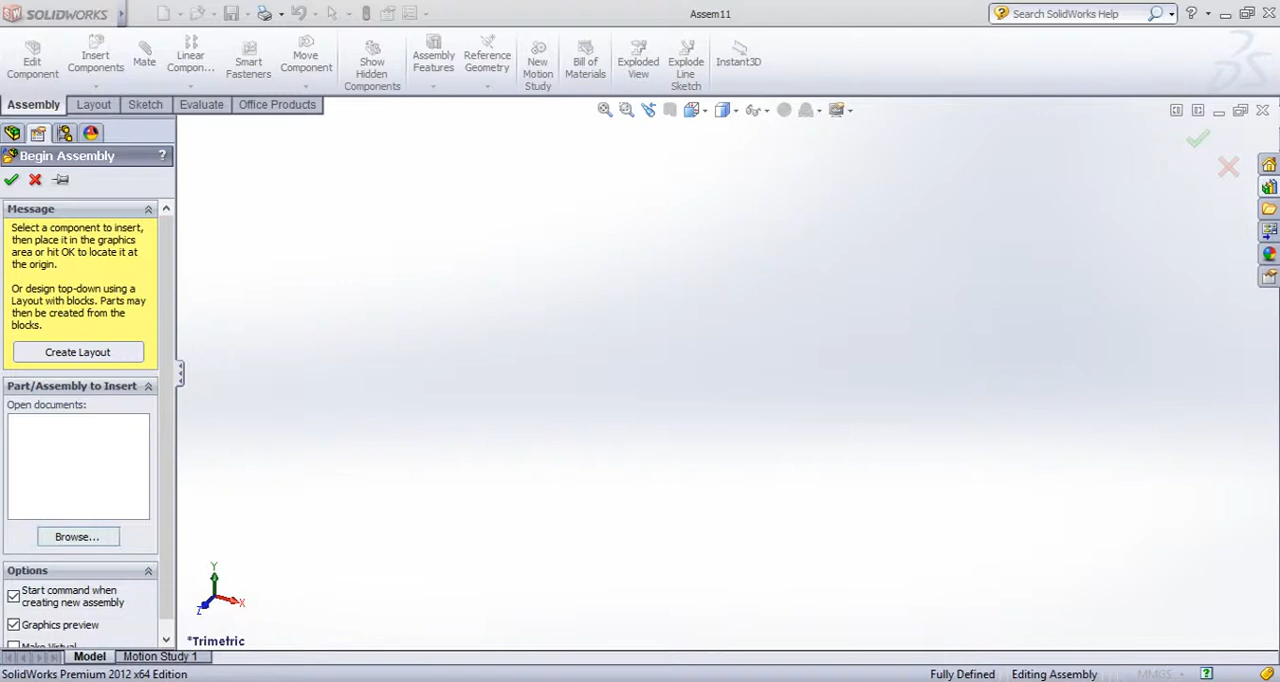 SOLIDWORKS
Assem11
Search SolidWorks Help
Edit Component
Insert Components
Mate
Linear Compon...
Smart Fasteners
Move Component
Show Hidden Components
Assembly Features
Reference Geometry
New Motion Study
Bill of Materials
Exploded View
Explode Line Sketch
Instant3D
Assembly
Layout
Sketch
Evaluate
Office Products
Begin Assembly
?
Message
Select a component to insert,
then place it in the graphics
area or hit OK to locate it at
the origin.
Or design top-down using a
Layout with blocks. Parts may
then be created from the
blocks.
Create Layout
Part/Assembly to Insert
Open documents:
Browse...
Options
Start command when
creating new assembly
Graphics preview
Make Virtual
Y
X
Z
*Trimetric
Model
Motion Study 1
SolidWorks Premium 2012 x64 Edition
Fully Defined
Editing Assembly
MMGS
?